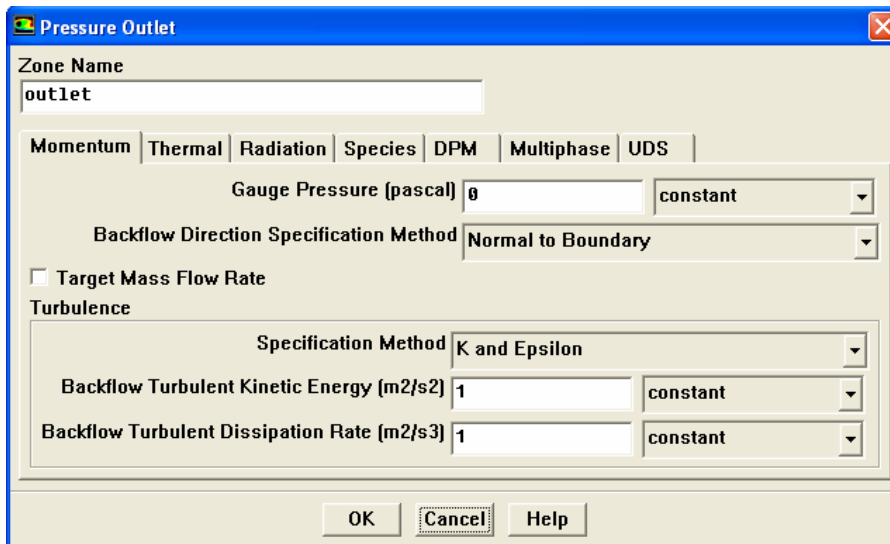 Pressure Outlet
Zone Name
outlet
Momentum Thermal Radiation Species DPM Multiphase UDS
Gauge Pressure (pascal) 0 constant
Backflow Direction Specification Method Normal to Boundary
Target Mass Flow Rate
Turbulence
Specification Method K and Epsilon
Backflow Turbulent Kinetic Energy (m2/s2) 1 constant
Backflow Turbulent Dissipation Rate (m2/s3) 1 constant
OK Cancel Help